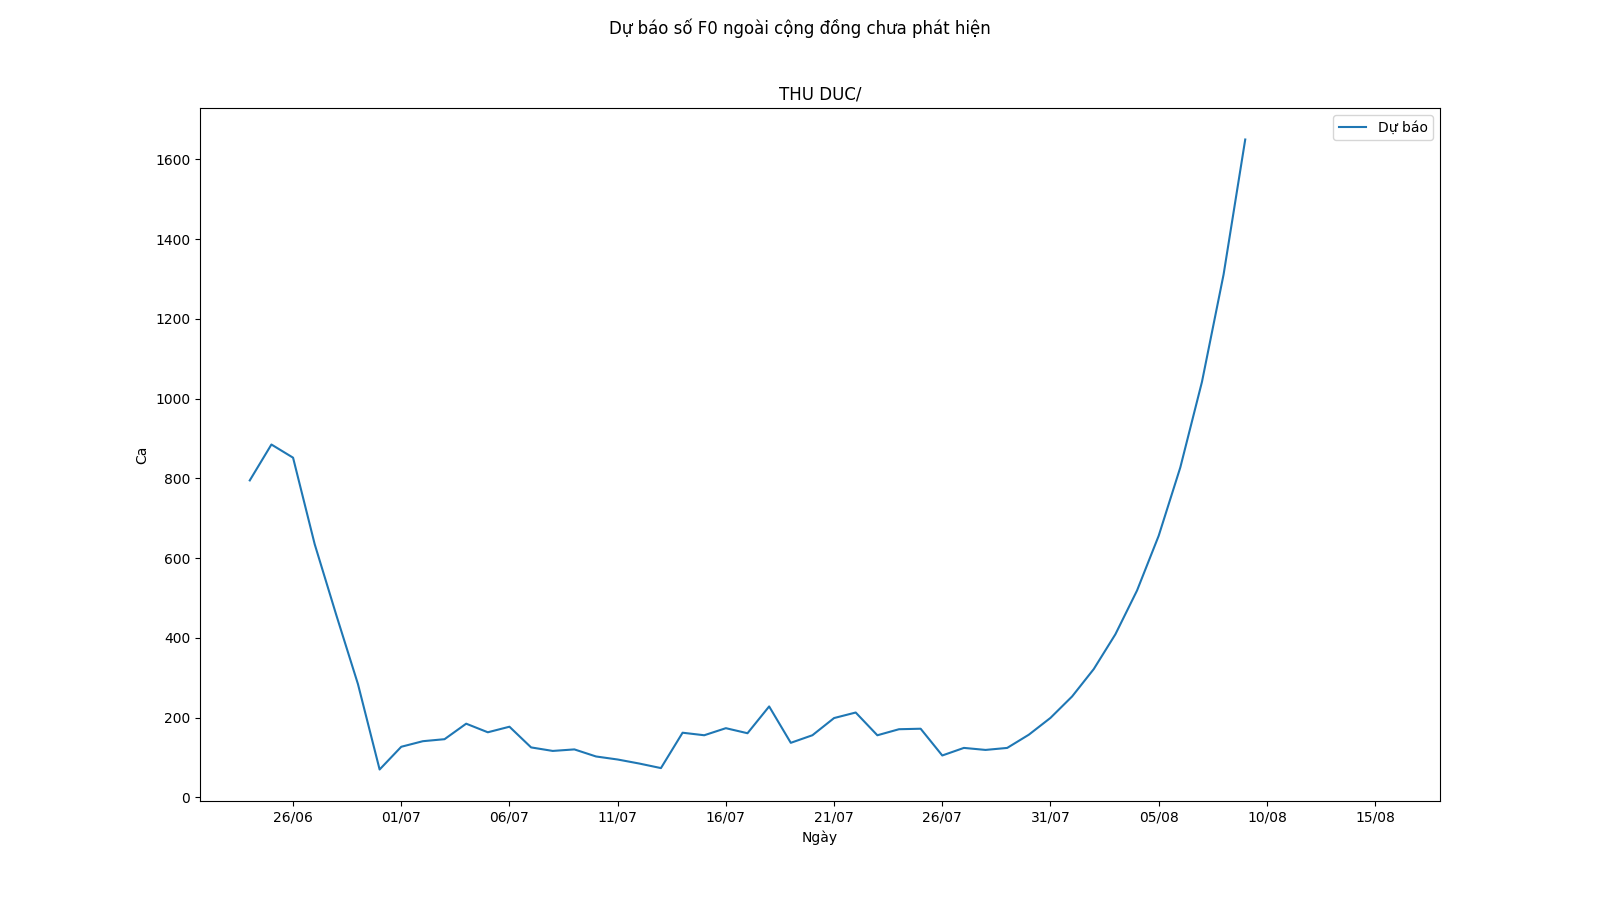 Dự báo số F0 ngoài cộng đồng chưa phát hiện
THU DUC/
Dự báo
1600
1400
1200
1000
800
600
400
200
0
Ca
26/06 01/07 06/07 11/07 16/07 21/07 26/07 31/07 05/08 10/08 15/08
Ngày